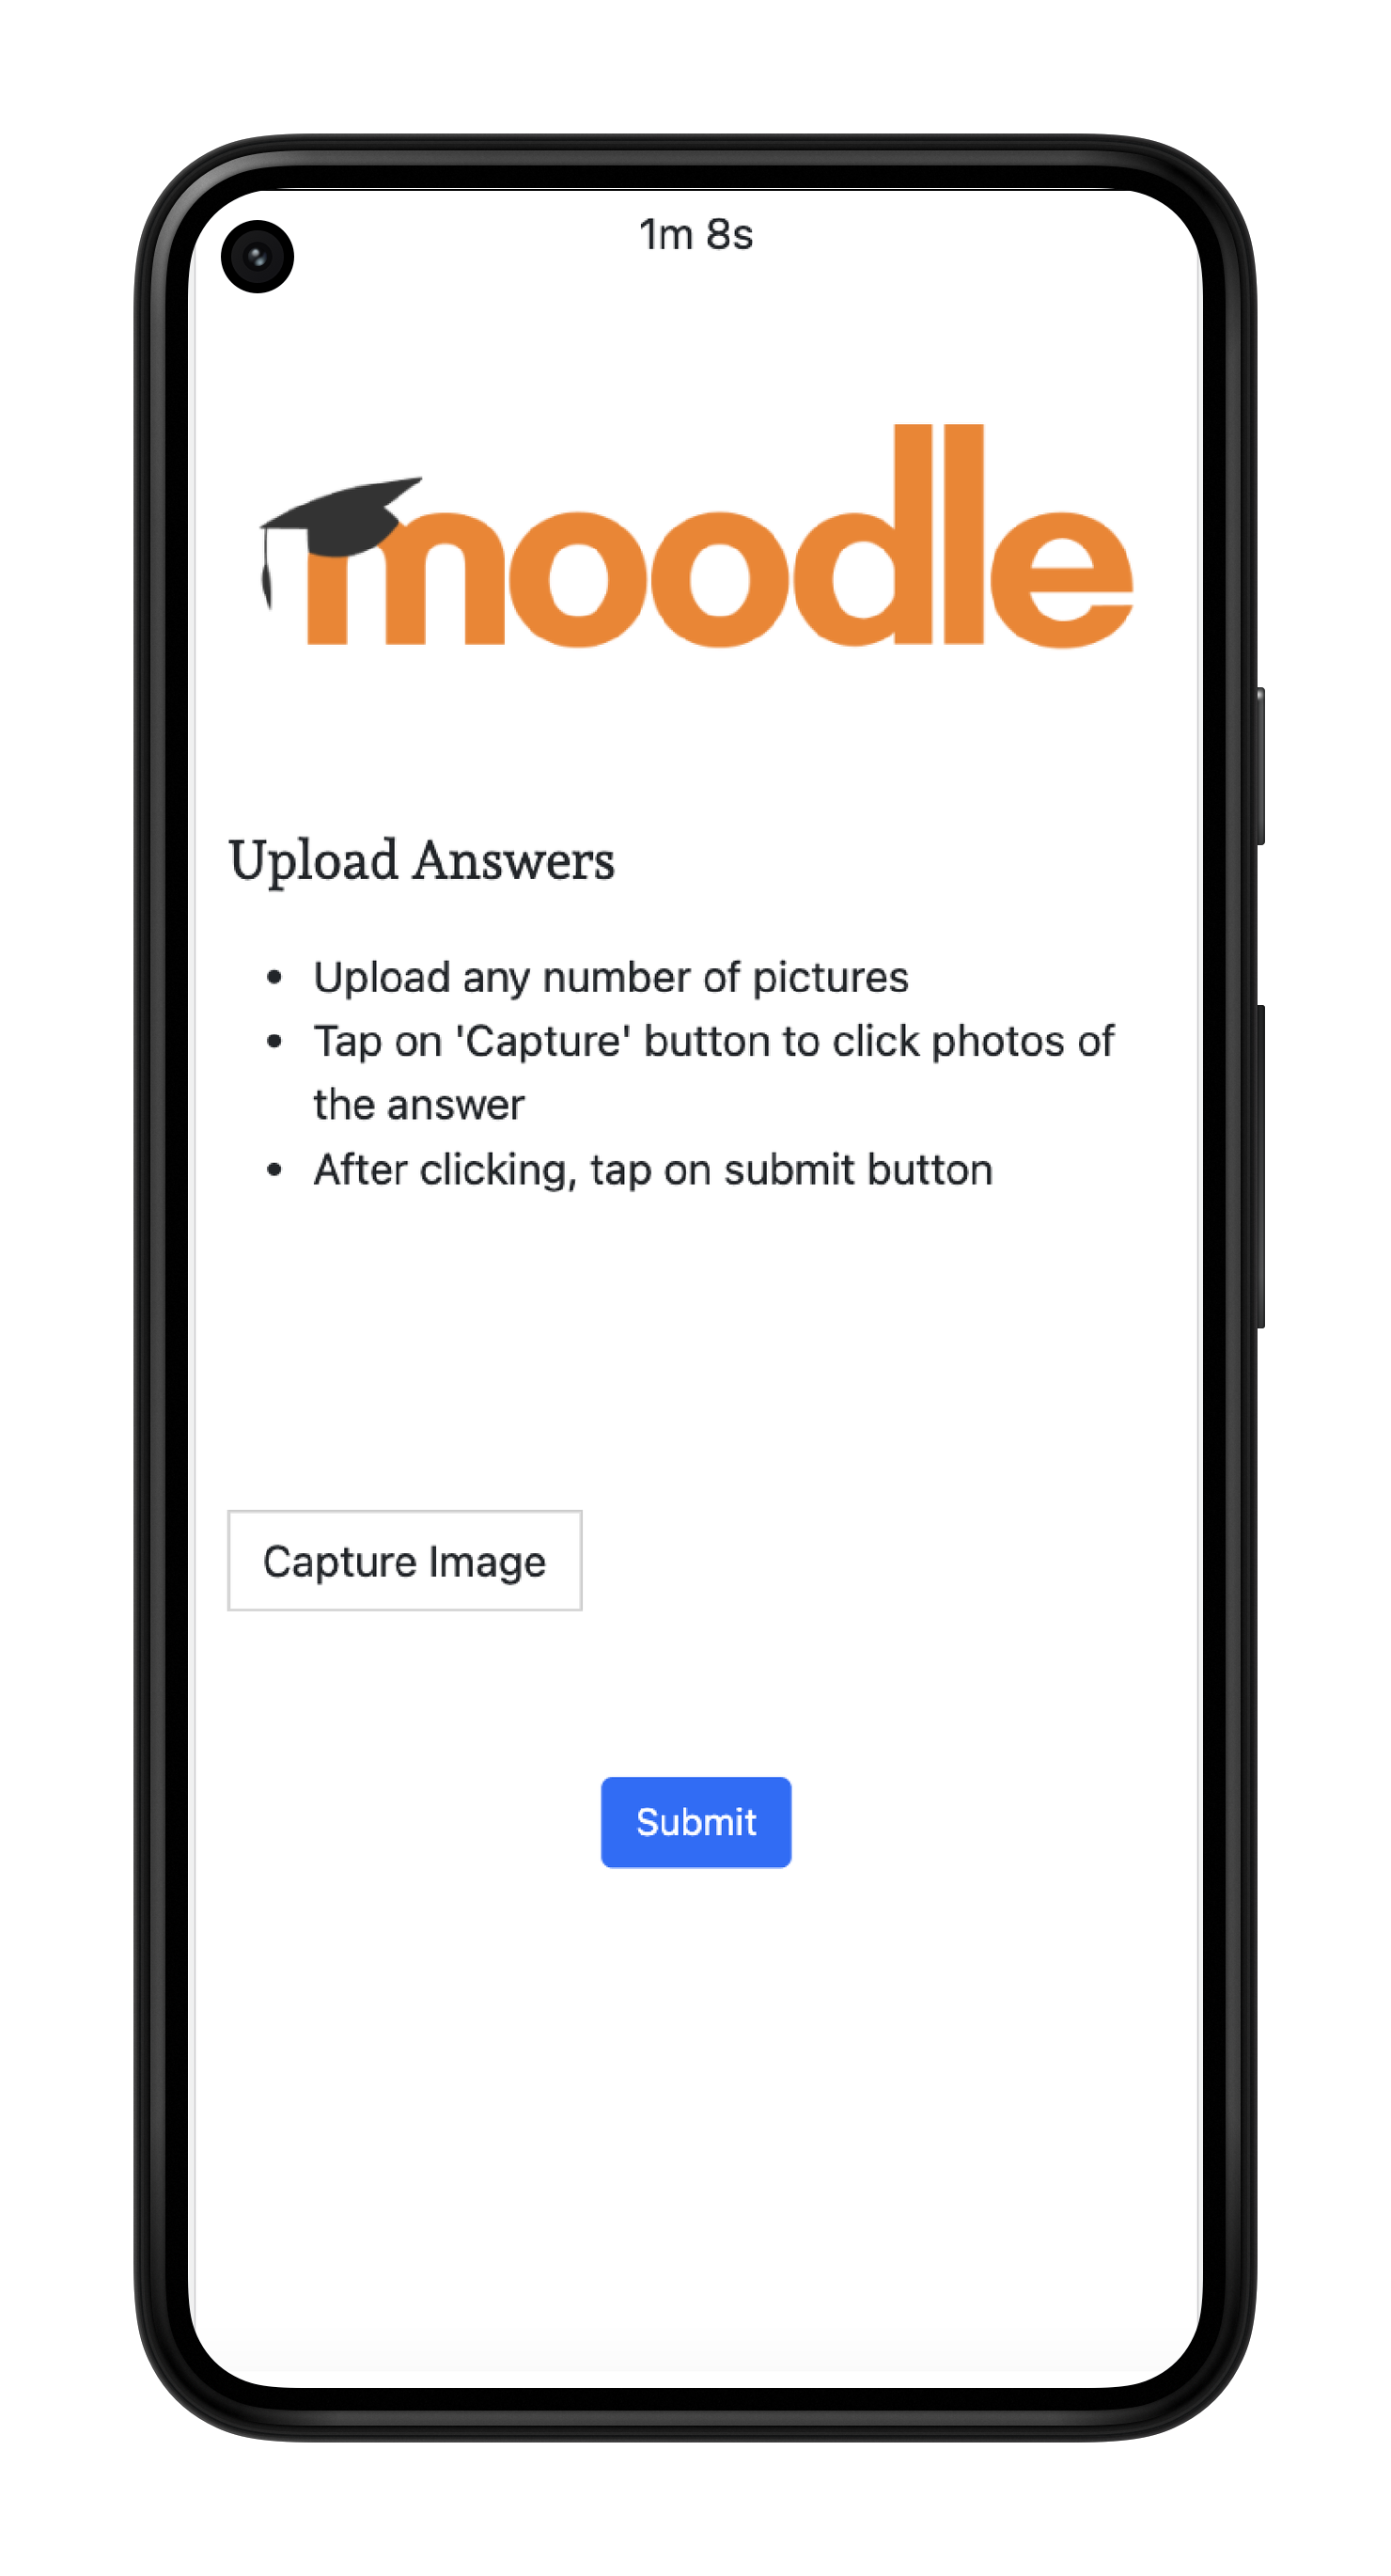 1m 8s
moodle
Upload Answers
• Upload any number of pictures
• Tap on 'Capture' button to click photos of
the answer
• After clicking, tap on submit button
Capture Image
Submit